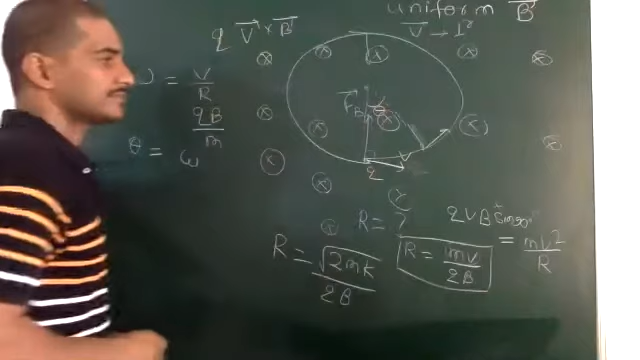 uniform B⃗
q V⃗ × B⃗
ω = V/R
qB/m
θ = ω
F⃗B
V
q
R = ?
qVB sin90° = mv²/R
R = mv/qB
R = √2mk/qB